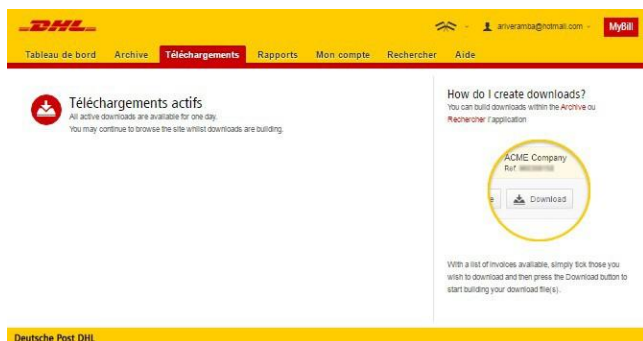 DHL
ariveramba@hotmail.com
MyBill
Tableau de bord Archive Téléchargements Rapports Mon compte Rechercher Aide
Téléchargements actifs
All active downloads are available for one day.
You may continue to browse the site whilst downloads are building.
How do I create downloads?
You can build downloads within the Archive ou
Rechercher l'application
ACME Company
Ref.
e
Download
With a list of invoices available, simply tick those you
wish to download and then press the Download button to
start building your download file(s).
Deutsche Post DHL